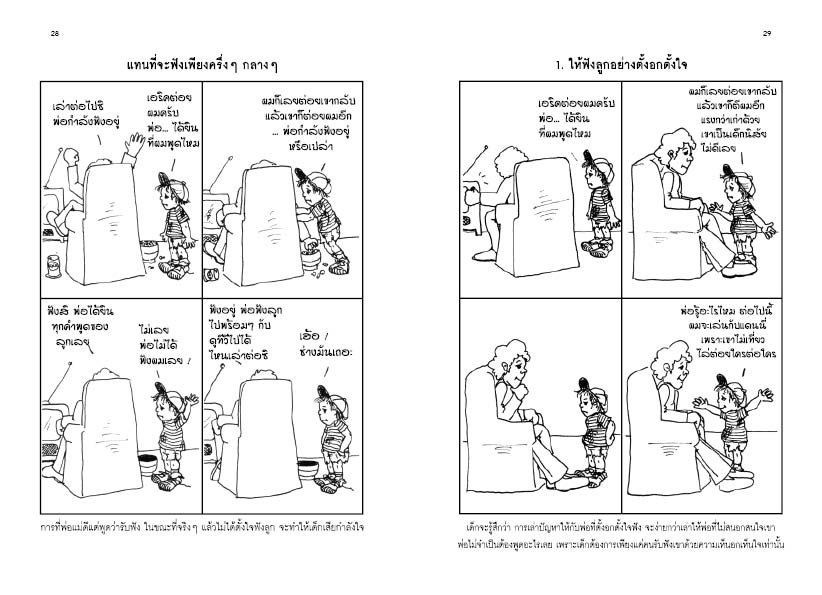 28
แทนที่จะฟังเพียงครึ่งๆ กลางๆ
เล่าต่อไปซิ
พ่อกำลังฟังอยู่
เอริคต่อย
ผมครับ
พ่อ... ได้ยิน
ที่ผมพูดไหม
ผมก็เลยต่อยเขากลับ
แล้วเขาก็ต่อยผมอีก
... พ่อกำลังฟังอยู่
หรือเปล่า
ฟังสิ พ่อได้ยิน
ทุกคำพูดของ
ลูกเลย
ไม่เลย
พ่อไม่ได้
ฟังผมเลย !
ฟังอยู่ พ่อฟังลูก
ไปพร้อมๆ กับ
ดูทีวีไปได้
ไหนเล่าต่อซิ
เฮ้อ !
ช่างมันเถอะ
การที่พ่อแม่ดีแต่พูดว่ารับฟัง ในขณะที่จริงๆ แล้วไม่ได้ตั้งใจฟังลูก จะทำให้เด็กเสียกำลังใจ
29
1. ให้ฟังลูกอย่างตั้งอกตั้งใจ
เอริคต่อยผมครับ
พ่อ... ได้ยิน
ที่ผมพูดไหม
ผมก็เลยต่อยเขากลับ
แล้วเขาก็ตีผมอีก
แรงกว่าเก่าด้วย
เขาเป็นเด็กนิสัย
ไม่ดีเลย
พ่อรู้อะไรไหม ต่อไปนี้
ผมจะเล่นกับแดนนี่
เพราะเขาไม่เที่ยว
ไล่ต่อยใครต่อใคร
เด็กจะรู้สึกว่า การเล่าปัญหาให้กับพ่อที่ตั้งอกตั้งใจฟัง จะง่ายกว่าเล่าให้พ่อที่ไม่สนอกสนใจเขา
พ่อไม่จำเป็นต้องพูดอะไรเลย เพราะเด็กต้องการเพียงแค่คนรับฟังเขาด้วยความเห็นอกเห็นใจเท่านั้น